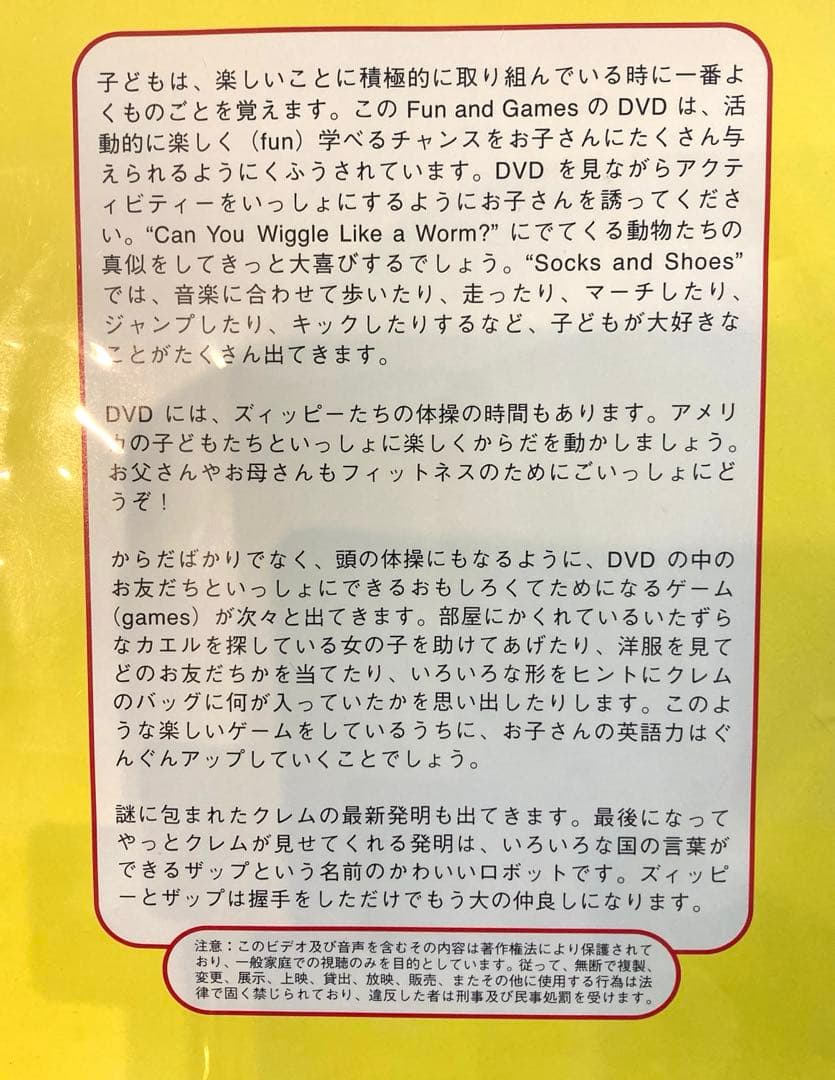 子どもは、楽しいことに積極的に取り組んでいる時に一番よ
くものごとを覚えます。この Fun and Games の DVD は、活
動的に楽しく（fun）学べるチャンスをお子さんにたくさん与
えられるようにくふうされています。DVD を見ながらアクテ
ィビティーをいっしょにするようにお子さんを誘ってくださ
い。“Can You Wiggle Like a Worm?” にでてくる動物たちの
真似をしてきっと大喜びするでしょう。“Socks and Shoes”
では、音楽に合わせて歩いたり、走ったり、マーチしたり、
ジャンプしたり、キックしたりするなど、子どもが大好きな
ことがたくさん出てきます。
DVD には、ズィッピーたちの体操の時間もあります。アメリ
カの子どもたちといっしょに楽しくからだを動かしましょう。
お父さんやお母さんもフィットネスのためにごいっしょにど
うぞ！
からだばかりでなく、頭の体操にもなるように、DVD の中の
お友だちといっしょにできるおもしろくてためになるゲーム
（games）が次々と出てきます。部屋にかくれているいたずら
なカエルを探している女の子を助けてあげたり、洋服を見て
どのお友だちかを当てたり、いろいろな形をヒントにクレム
のバッグに何が入っていたかを思い出したりします。このよ
うな楽しいゲームをしているうちに、お子さんの英語力はぐ
んぐんアップしていくことでしょう。
謎に包まれたクレムの最新発明も出てきます。最後になって
やっとクレムが見せてくれる発明は、いろいろな国の言葉が
できるザップという名前のかわいいロボットです。ズィッピ
ーとザップは握手をしただけでもう大の仲良しになります。
注意：このビデオ及び音声を含むその内容は著作権法により保護されて
おり、一般家庭での視聴のみを目的としています。従って、無断で複製、
変更、展示、上映、貸出、放映、販売、またその他に使用する行為は法
律で固く禁じられており、違反した者は刑事及び民事処罰を受けます。